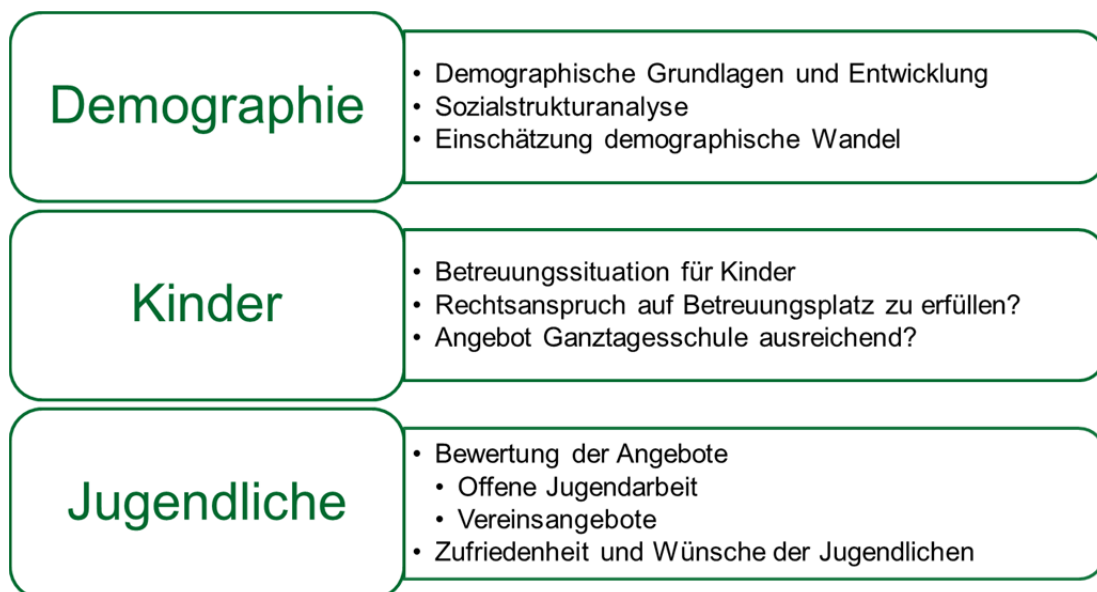 Demographie
• Demographische Grundlagen und Entwicklung
• Sozialstrukturanalyse
• Einschätzung demographische Wandel
Kinder
• Betreuungssituation für Kinder
• Rechtsanspruch auf Betreuungsplatz zu erfüllen?
• Angebot Ganztagesschule ausreichend?
Jugendliche
• Bewertung der Angebote
• Offene Jugendarbeit
• Vereinsangebote
• Zufriedenheit und Wünsche der Jugendlichen